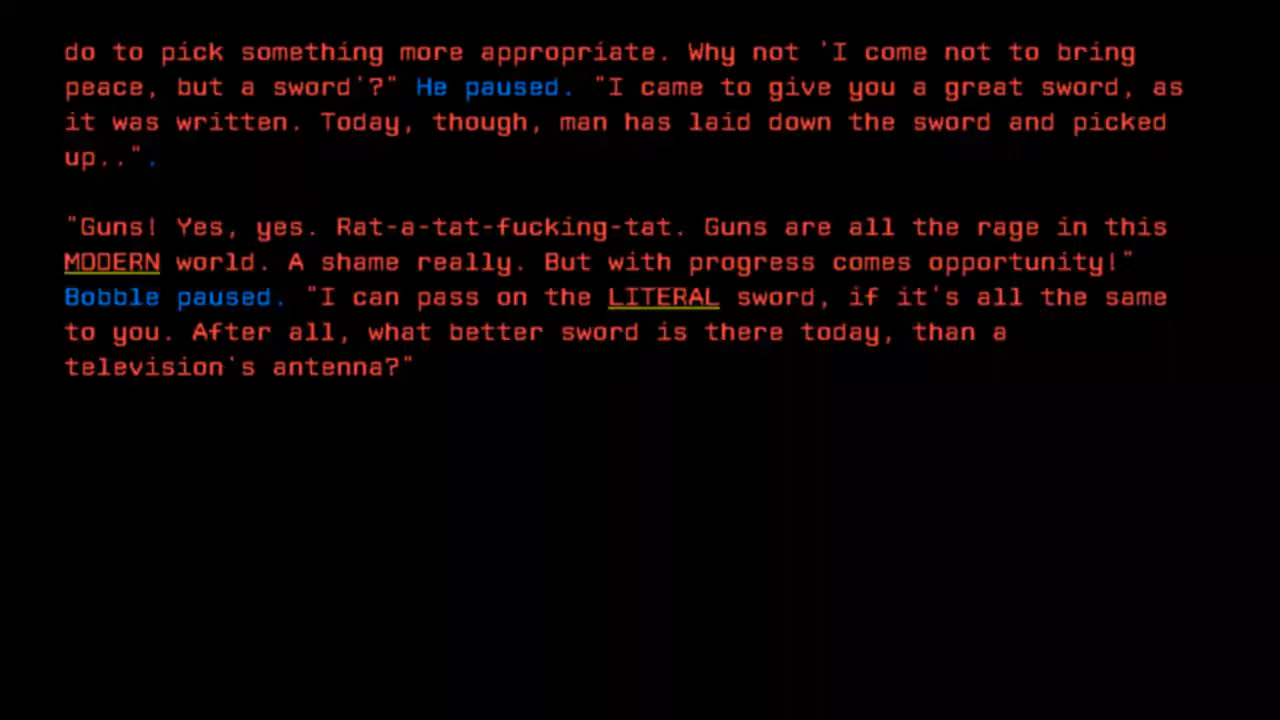 do to pick something more appropriate. Why not 'I come not to bring
peace, but a sword'?" He paused. "I came to give you a great sword, as
it was written. Today, though, man has laid down the sword and picked
up..".
"Guns! Yes, yes. Rat-a-tat-fucking-tat. Guns are all the rage in this
MODERN world. A shame really. But with progress comes opportunity!"
Bobble paused. "I can pass on the LITERAL sword, if it's all the same
to you. After all, what better sword is there today, than a
television's antenna?"